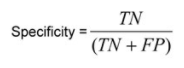 Specificity = TN
(TN + FP)